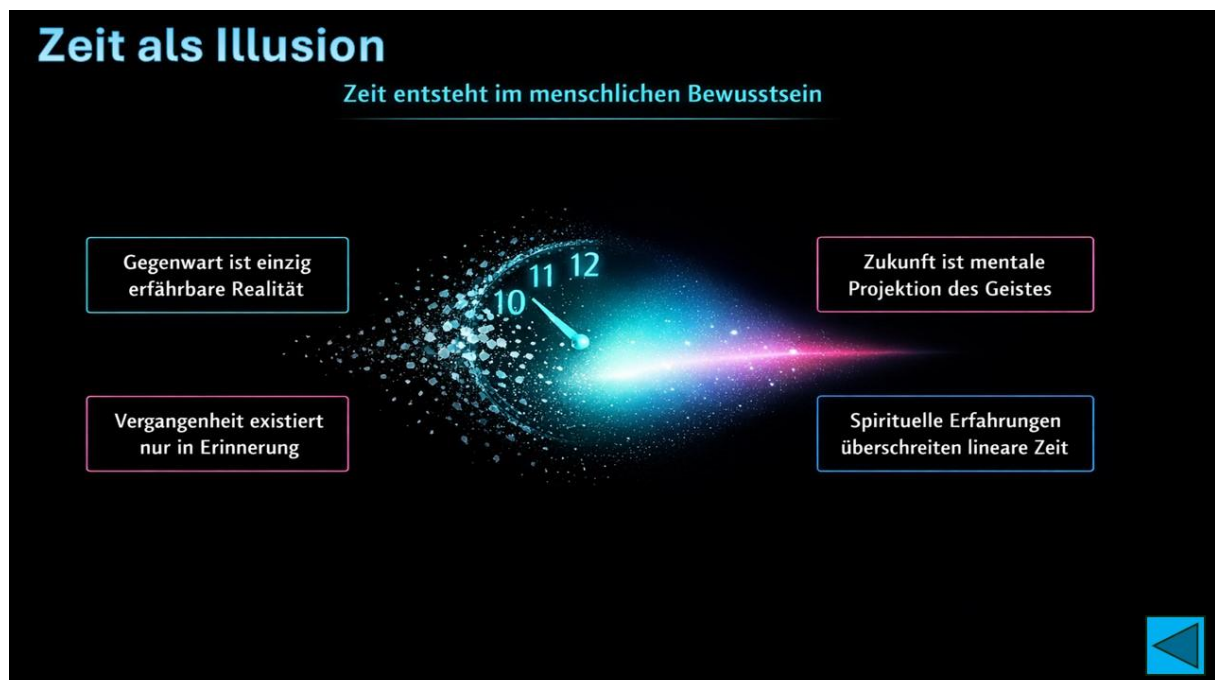 Zeit als Illusion
Zeit entsteht im menschlichen Bewusstsein
Gegenwart ist einzig
erfährbare Realität
Vergangenheit existiert
nur in Erinnerung
10
11
12
Zukunft ist mentale
Projektion des Geistes
Spirituelle Erfahrungen
überschreiten lineare Zeit